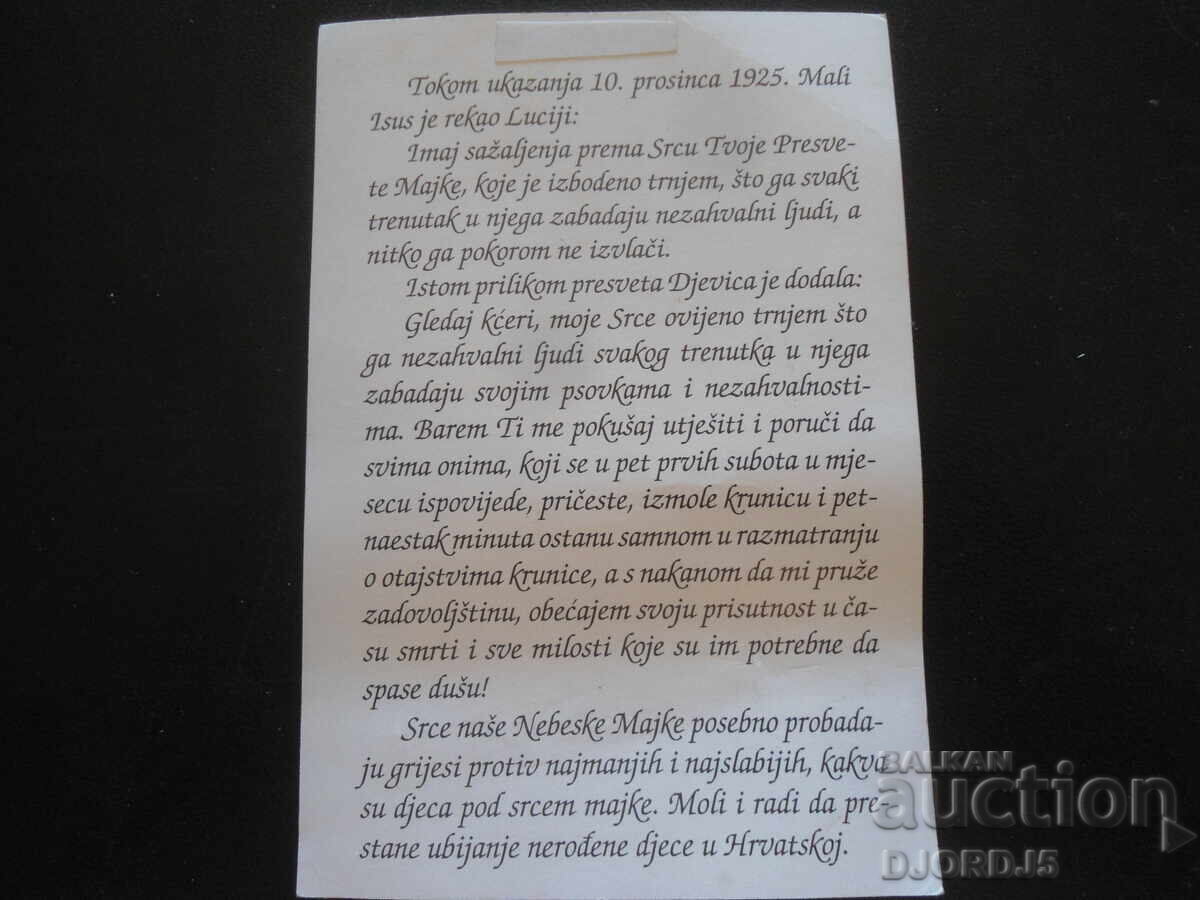 Tokom ukazanja 10. prosinca 1925. Mali
Isus je rekao Luciji:
Imaj sažaljenja prema Srcu Tvoje Presve-
te Majke, koje je izbodeno trnjem, što ga svaki
trenutak u njega zabadaju nezahvalni ljudi, a
nitko ga pokorom ne izvlači.
Istom prilikom presveta Djevica je dodala:
Gledaj kćeri, moje Srce ovijeno trnjem što
ga nezahvalni ljudi svakog trenutka u njega
zabadaju svojim psovkama i nezahvalnosti-
ma. Barem Ti me pokušaj utješiti i poruči da
svima onima, koji se u pet prvih subota u mje-
secu ispovijede, pričeste, izmole krunicu i pet-
naestak minuta ostanu samnom u razmatranju
o otajstvima krunice, a s nakanom da mi pruže
zadovoljštinu, obećajem svoju prisutnost u ča-
su smrti i sve milosti koje su im potrebne da
spase dušu!
Srce naše Nebeske Majke posebno probada-
ju grijesi protiv najmanjih i najslabijih, kakva
su djeca pod srcem majke. Moli i radi da pre-
stane ubijanje nerođene djece u Hrvatskoj.
BALKAN
auction
DJORDJ5